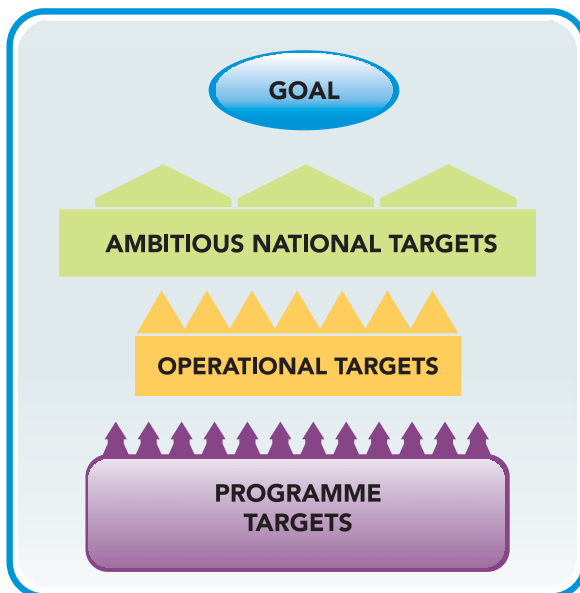 GOAL
AMBITIOUS NATIONAL TARGETS
OPERATIONAL TARGETS
PROGRAMME
TARGETS